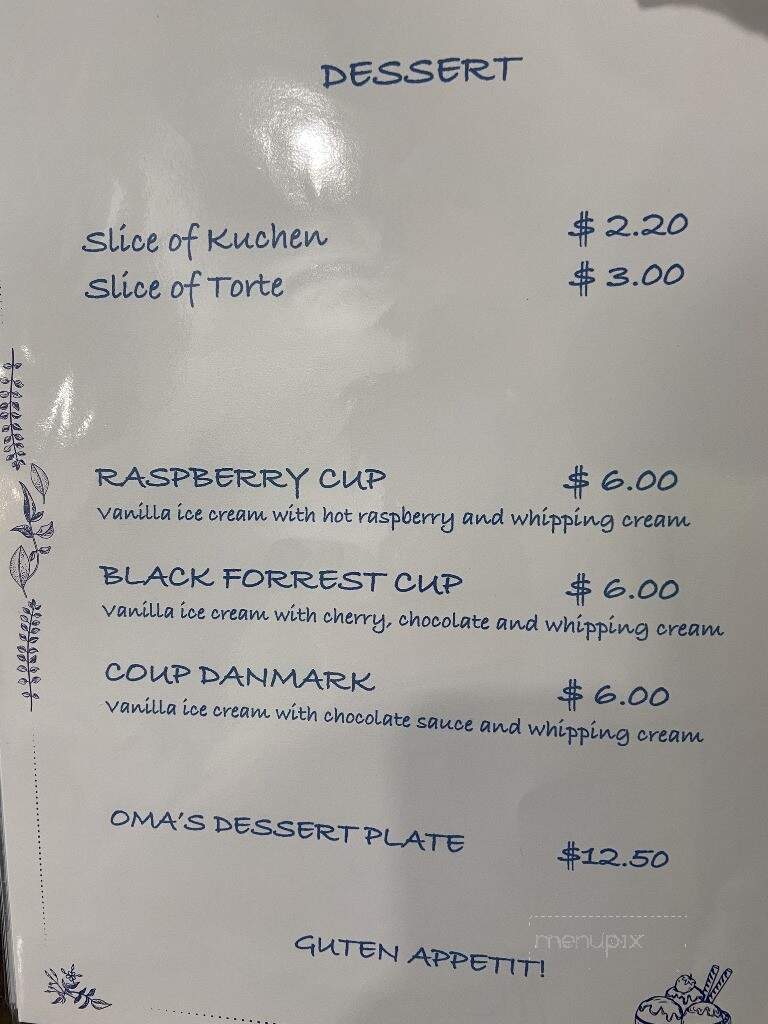 DESSERT
Slice of Kuchen $ 2.20
Slice of Torte $ 3.00
RASPBERRY CUP $ 6.00
Vanilla ice cream with hot raspberry and whipping cream
BLACK FORREST CUP $ 6.00
Vanilla ice cream with cherry, chocolate and whipping cream
COUP DANMARK $ 6.00
Vanilla ice cream with chocolate sauce and whipping cream
OMA'S DESSERT PLATE $12.50
menupix
GUTEN APPETIT!